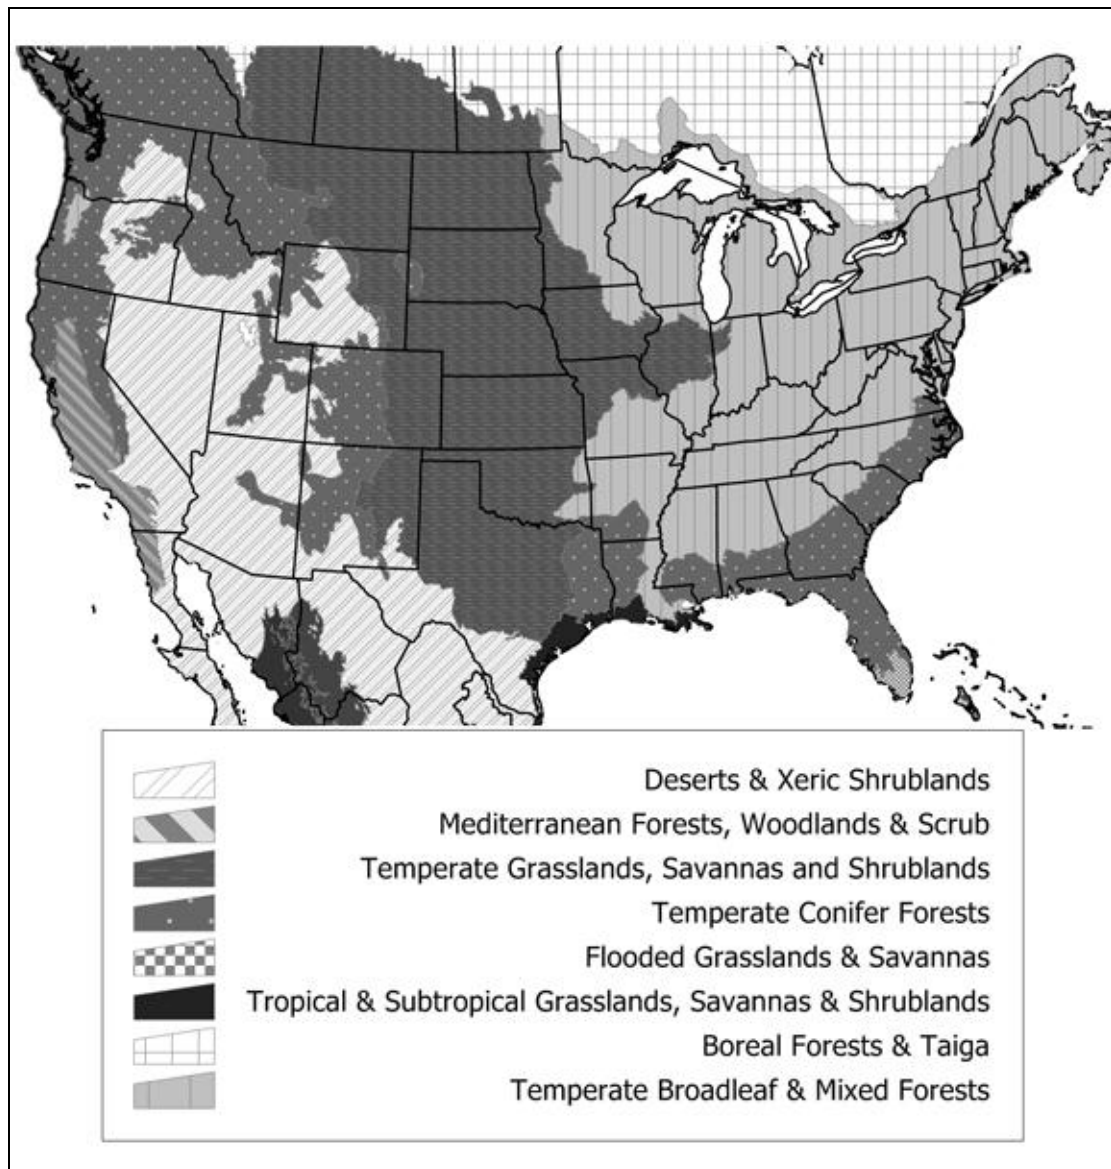 Deserts & Xeric Shrublands
Mediterranean Forests, Woodlands & Scrub
Temperate Grasslands, Savannas and Shrublands
Temperate Conifer Forests
Flooded Grasslands & Savannas
Tropical & Subtropical Grasslands, Savannas & Shrublands
Boreal Forests & Taiga
Temperate Broadleaf & Mixed Forests